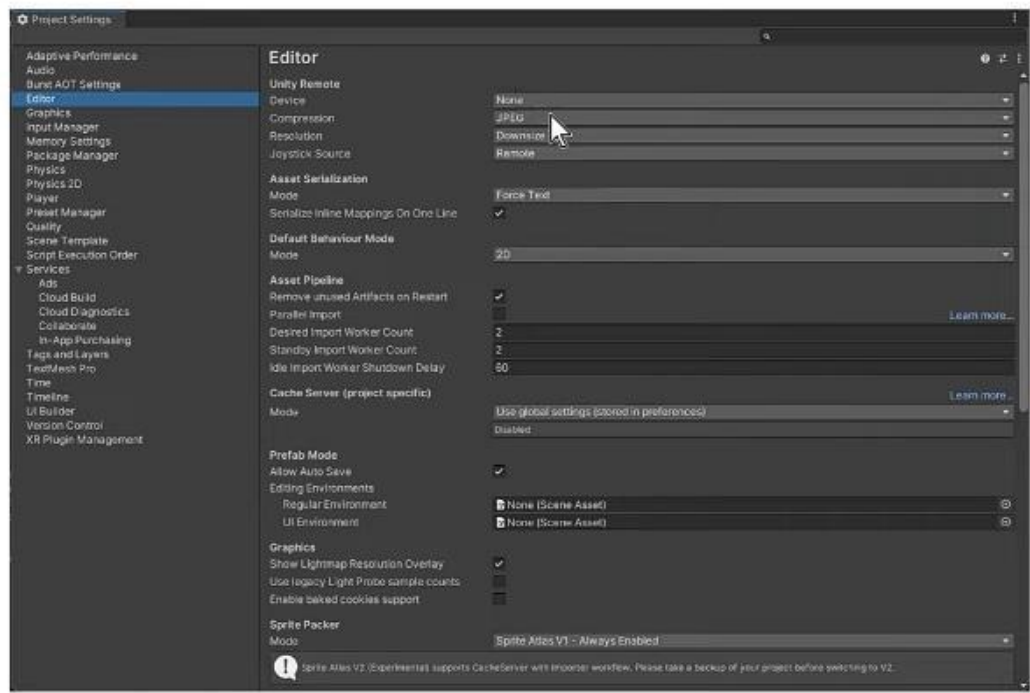 Project Settings
Adaptive Performance
Audio
Burst AOT Settings
Editor
Graphics
Input Manager
Memory Settings
Package Manager
Physics
Physics 2D
Player
Preset Manager
Quality
Scene Template
Script Execution Order
Services
Ads
Cloud Build
Cloud Diagnostics
Collaborate
In-App Purchasing
Tags and Layers
TextMesh Pro
Time
Timeline
UI Builder
Version Control
XR Plugin Management
Editor
Unity Remote
Device None
Compression JPEG
Resolution Downsize
Joystick Source Remote
Asset Serialization
Mode Force Text
Serialize Inline Mappings On One Line
Default Behaviour Mode
Mode 2D
Asset Pipeline
Remove unused Artifacts on Restart
Parallel Import Learn more...
Desired Import Worker Count 2
Standby Import Worker Count 2
Idle Import Worker Shutdown Delay 60
Cache Server (project specific) Learn more...
Mode Use global settings (stored in preferences)
Disabled
Prefab Mode
Allow Auto Save
Editing Environments
Regular Environment None (Scene Asset)
UI Environment None (Scene Asset)
Graphics
Show Lightmap Resolution Overlay
Use legacy Light Probe sample counts
Enable baked cookies support
Sprite Packer
Mode Sprite Atlas V1 - Always Enabled
Sprite Atlas V2 (Experimental) supports CacheServer with Importer workflow. Please take a backup of your project before switching to V2.